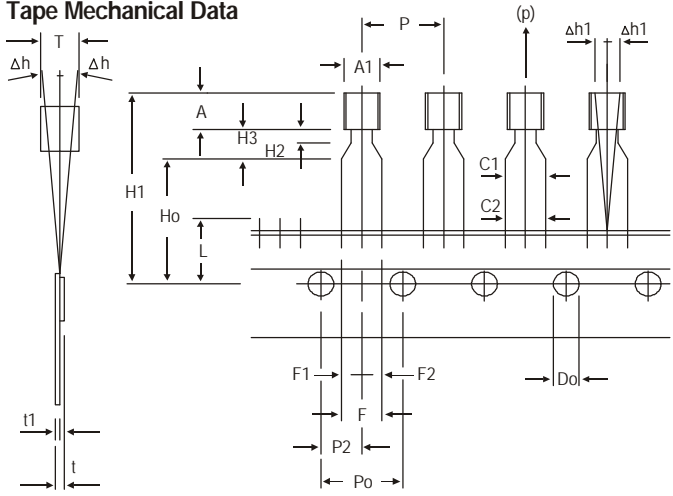 Tape Mechanical Data
T
Δh
Δh
P
(p)
Δh1
Δh1
A1
A
H3
H2
H1
Ho
L
C1
C2
F1
F2
F
Do
P2
Po
t1
t